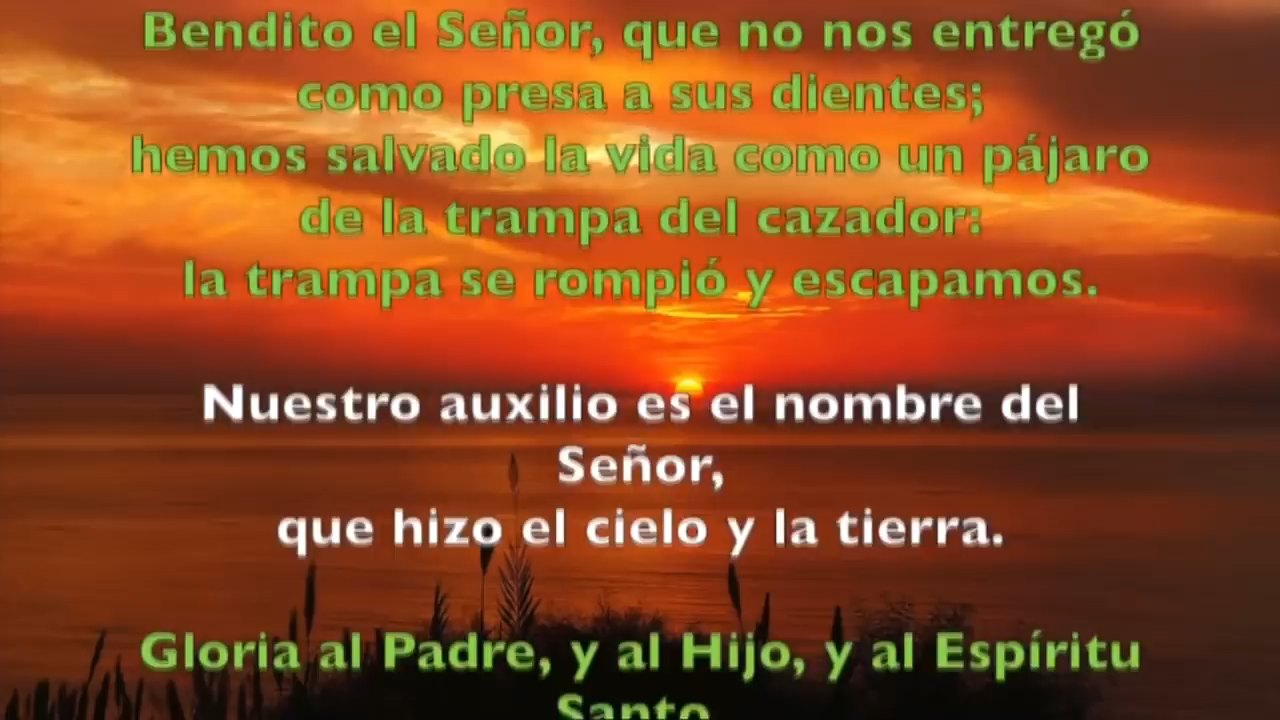 Bendito el Señor, que no nos entregó
como presa a sus dientes;
hemos salvado la vida como un pájaro
de la trampa del cazador:
la trampa se rompió y escapamos.
Nuestro auxilio es el nombre del
Señor,
que hizo el cielo y la tierra.
Gloria al Padre, y al Hijo, y al Espíritu
Santo.